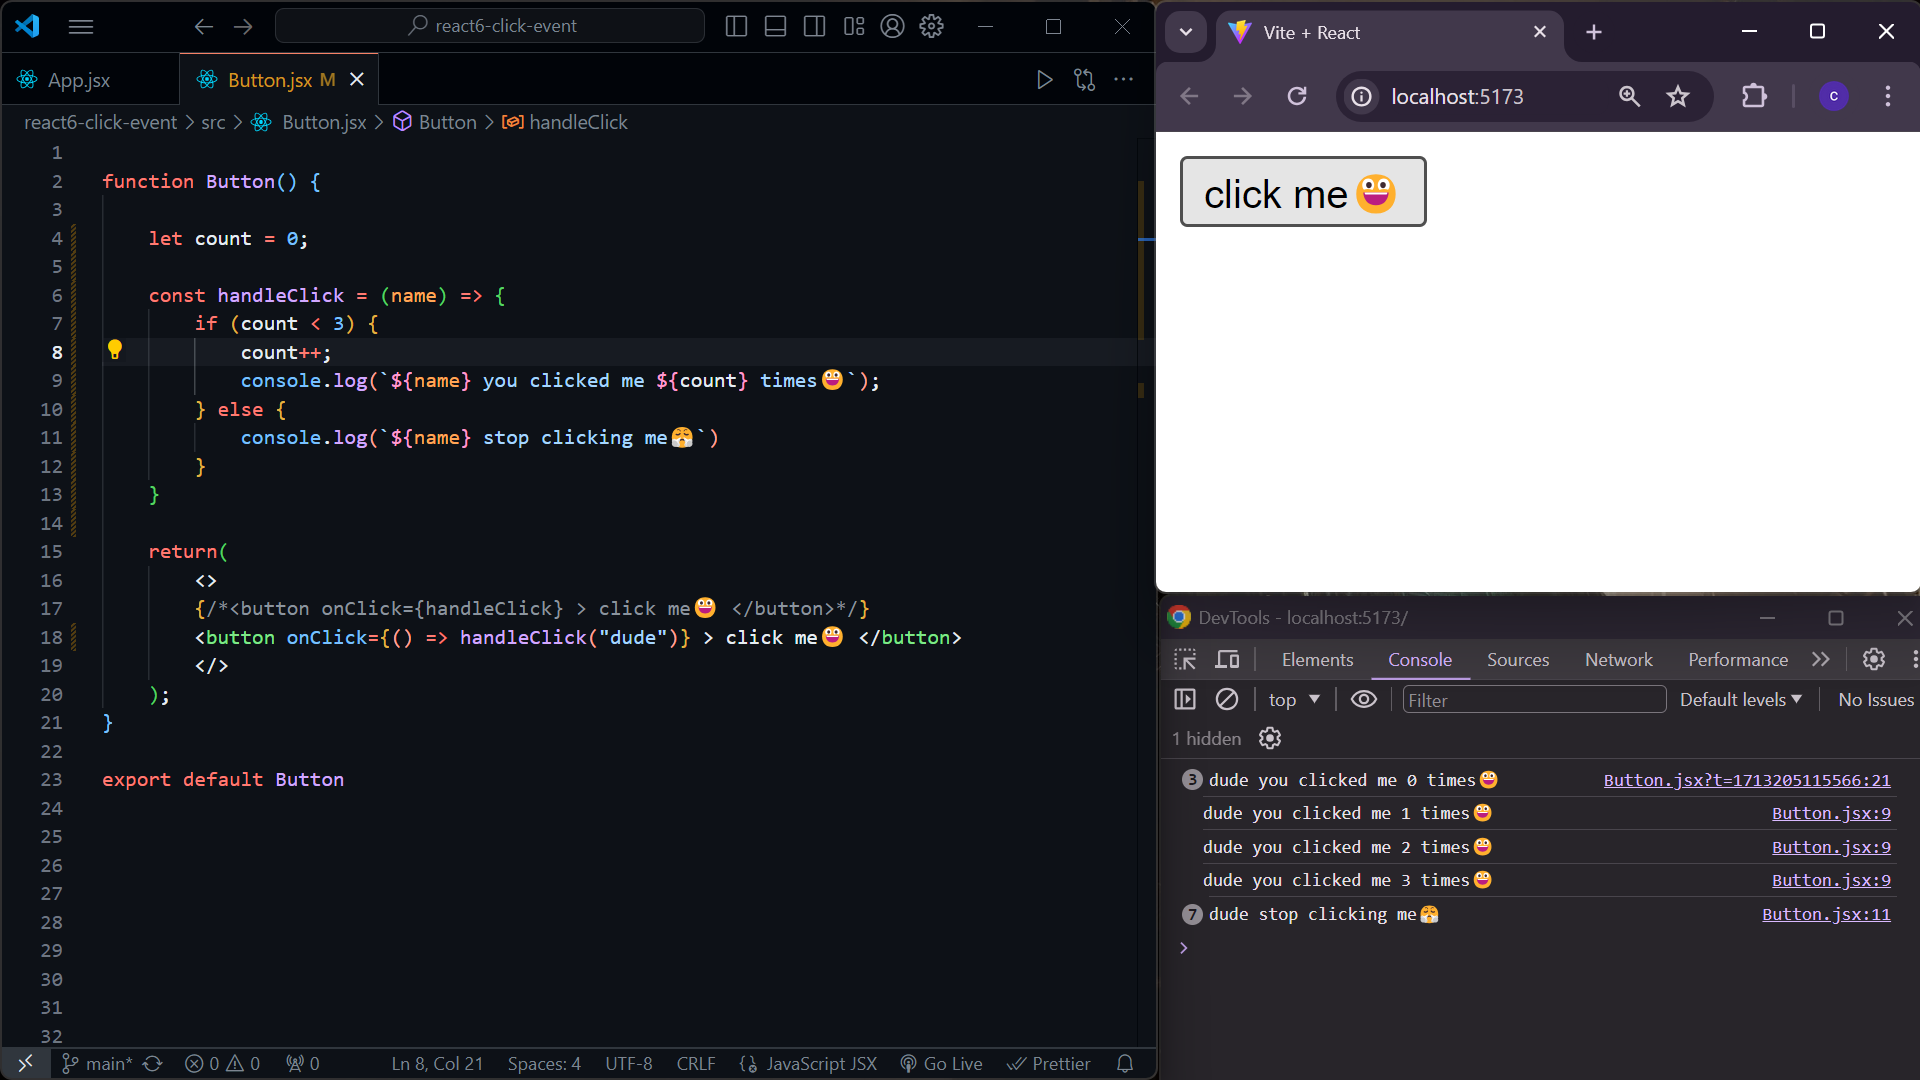 react6-click-event
App.jsx
Button.jsx M
react6-click-event > src > Button.jsx > Button > handleClick
1
2 function Button() {
3
4 let count = 0;
5
6 const handleClick = (name) => {
7 if (count < 3) {
8 count++;
9 console.log(`${name} you clicked me ${count} times😀`);
10 } else {
11 console.log(`${name} stop clicking me😤`)
12 }
13 }
14
15 return(
16 <>
17 {/*<button onClick={handleClick} > click me😀 </button>*/}
18 <button onClick={() => handleClick("dude")} > click me😀 </button>
19 </>
20 );
21 }
22
23 export default Button
24
25
26
27
28
29
30
31
32
main* 0 0 0 Ln 8, Col 21 Spaces: 4 UTF-8 CRLF JavaScript JSX Go Live Prettier
Vite + React
localhost:5173
C
click me😀
DevTools - localhost:5173/
Elements Console Sources Network Performance
top Filter Default levels No Issues
1 hidden
3 dude you clicked me 0 times😀 Button.jsx?t=1713205115566:21
dude you clicked me 1 times😀 Button.jsx:9
dude you clicked me 2 times😀 Button.jsx:9
dude you clicked me 3 times😀 Button.jsx:9
7 dude stop clicking me😤 Button.jsx:11
>